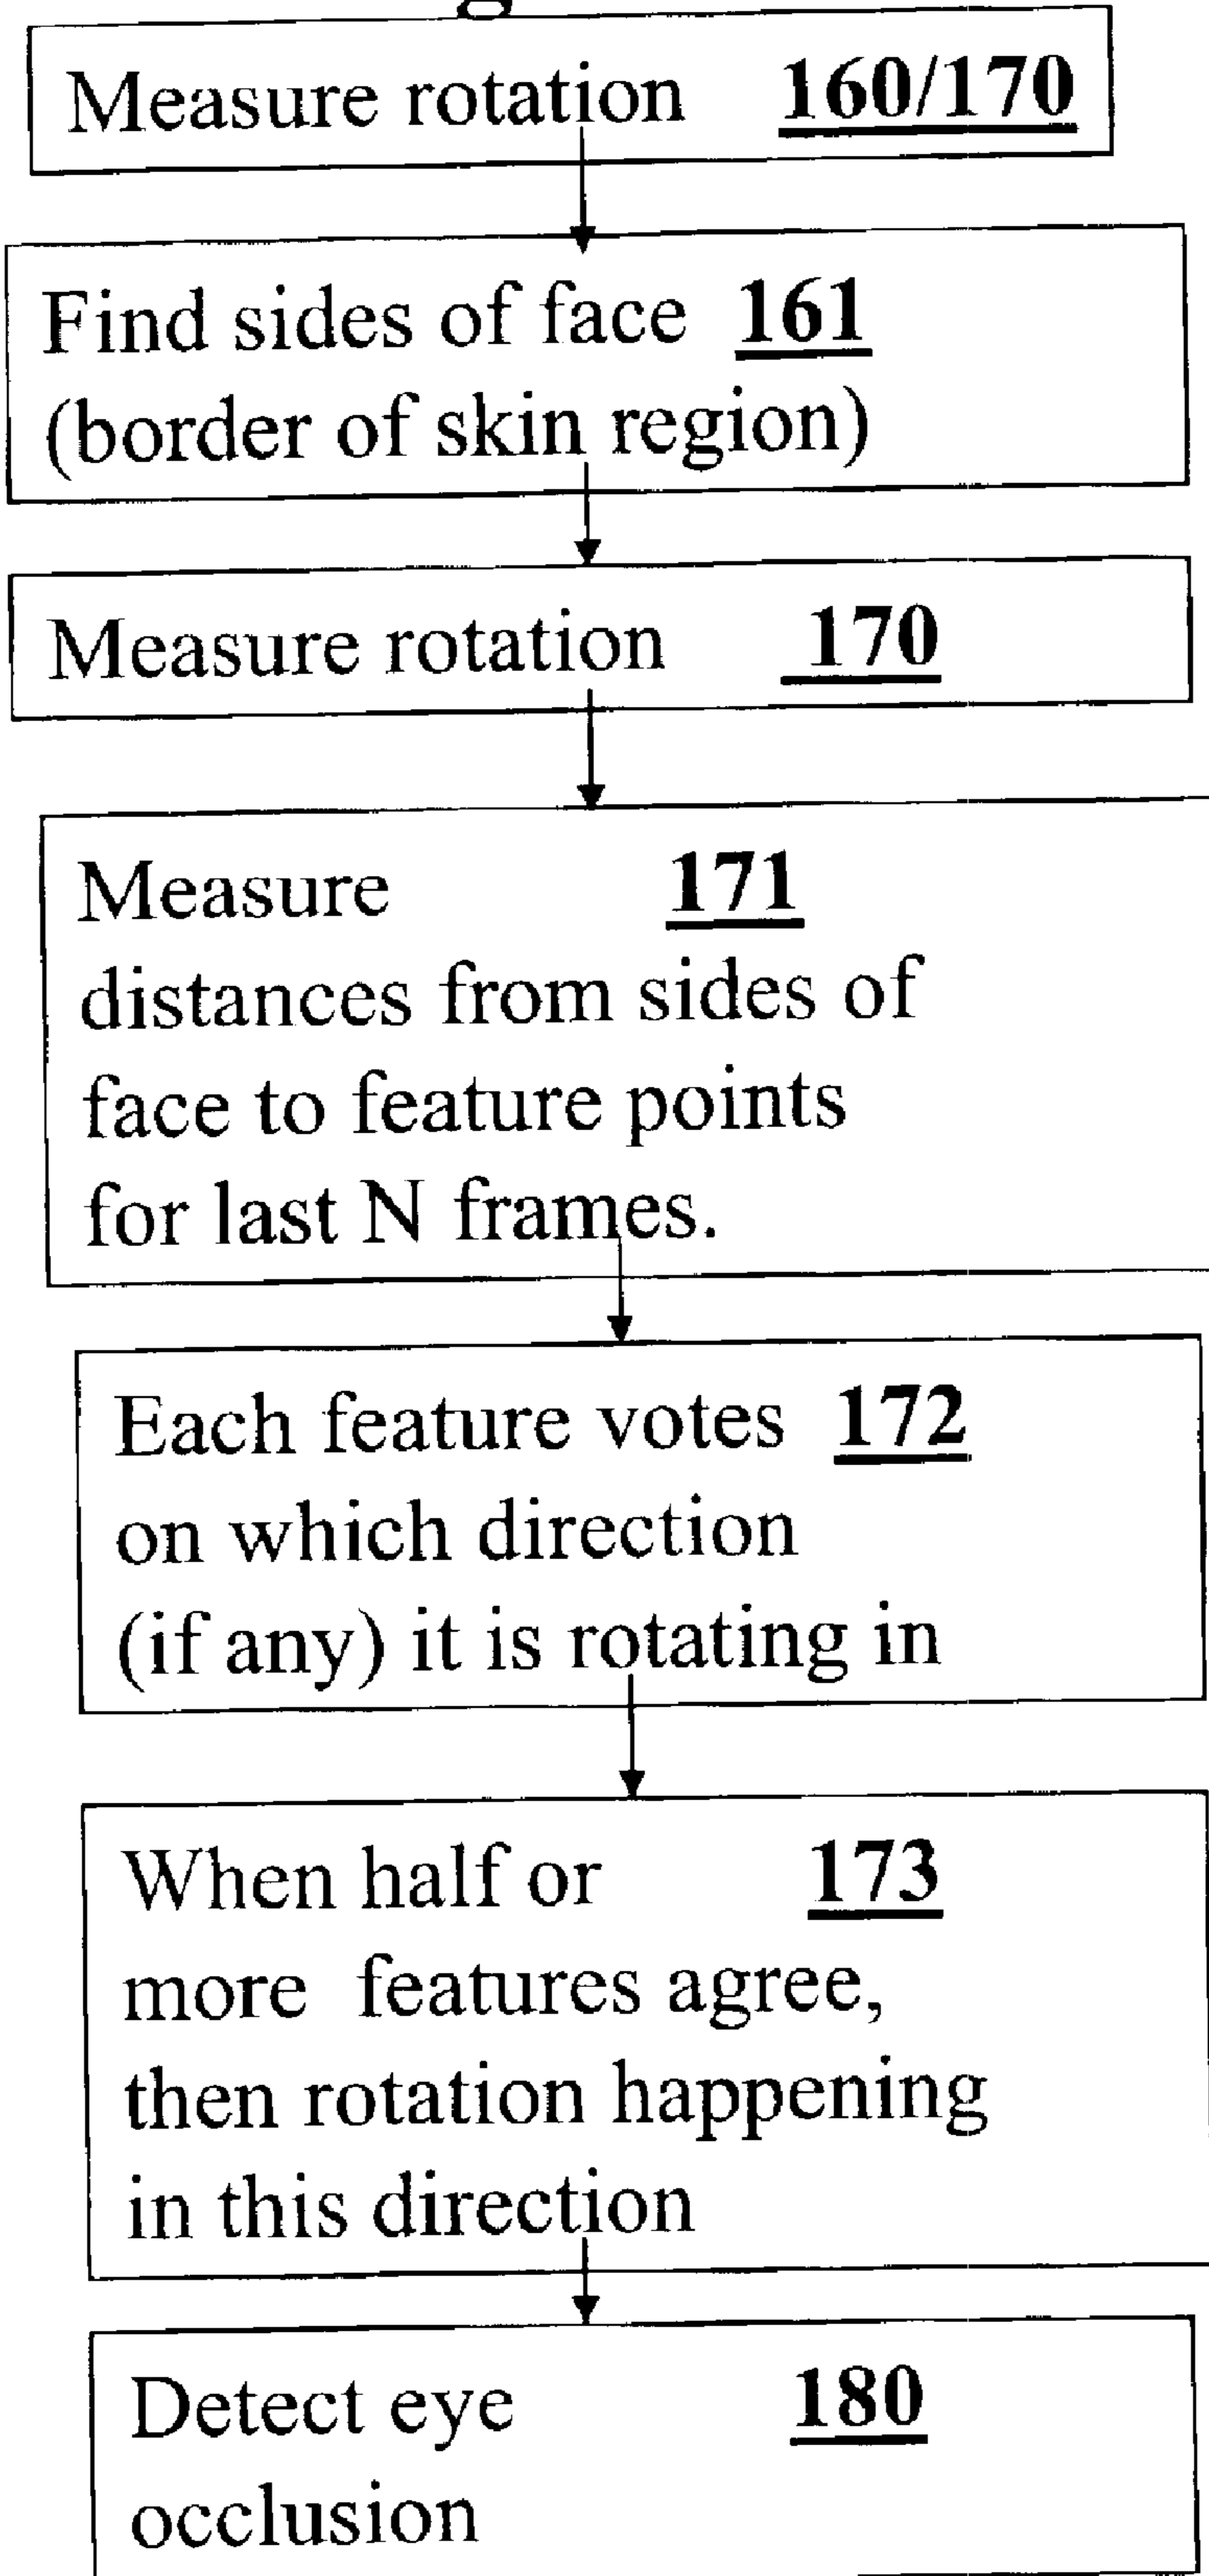 Measure rotation 160/170
Find sides of face 161
(border of skin region)
Measure rotation 170
Measure 171
distances from sides of
face to feature points
for last N frames.
Each feature votes 172
on which direction
(if any) it is rotating in
When half or 173
more features agree,
then rotation happening
in this direction
Detect eye 180
occlusion